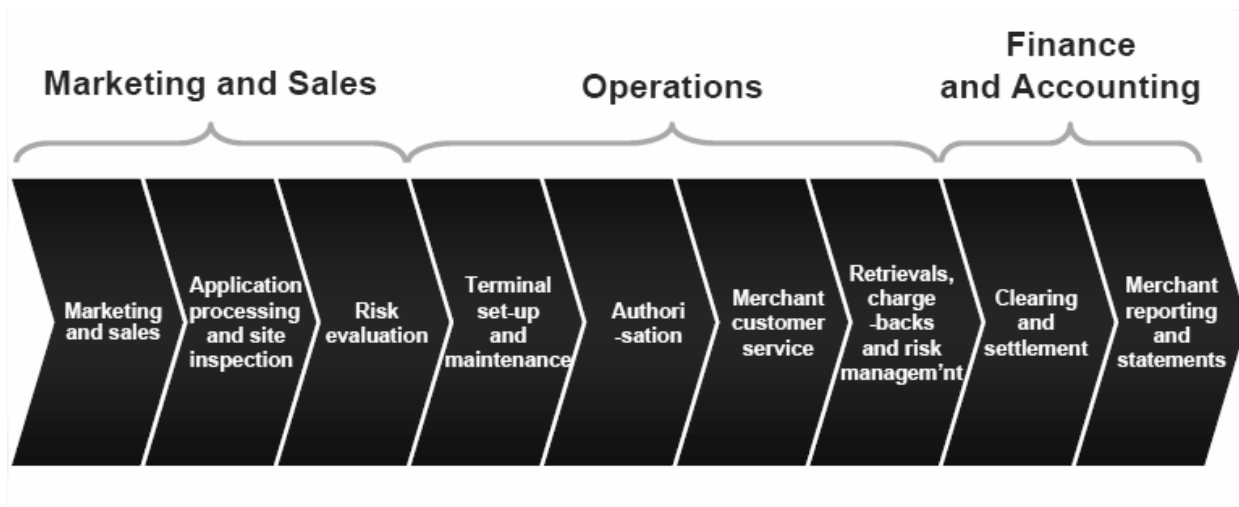 Marketing and Sales
Operations
Finance
and Accounting
Marketing
and sales
Application
processing
and site
inspection
Risk
evaluation
Terminal
set-up
and
maintenance
Authori
-sation
Merchant
customer
service
Retrievals,
charge
-backs
and risk
managem'nt
Clearing
and
settlement
Merchant
reporting
and
statements